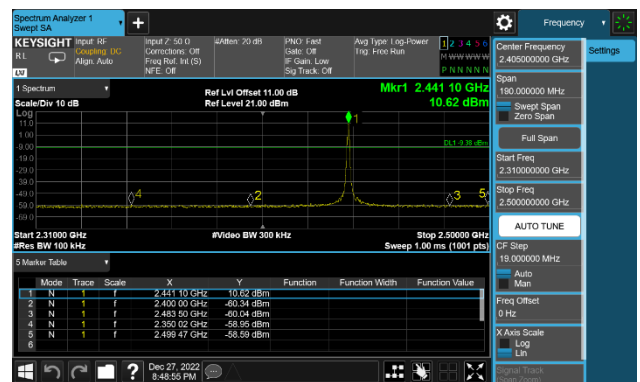 Spectrum Analyzer 1
Swept SA
Frequency
KEYSIGHT
RL
LXI
Input: RF
Coupling: DC
Align: Auto
Input Z: 50 Ω
Corrections: Off
Freq Ref: Int (S)
NFE: Off
#Atten: 20 dB
PNO: Fast
Gate: Off
IF Gain: Low
Sig Track: Off
Avg Type: Log-Power
Trig: Free Run
1 2 3 4 5 6
M W W W W W
P N N N N N
1 Spectrum
Scale/Div 10 dB
Ref Lvl Offset 11.00 dB
Ref Level 21.00 dBm
Mkr1 2.441 10 GHz
10.62 dBm
Log
11.0
1.00
-9.00
-19.0
-29.0
-39.0
-49.0
-59.0
-69.0
1
DL1 -9.38 dBm
4
2
3
5
Start 2.31000 GHz
#Res BW 100 kHz
#Video BW 300 kHz
Stop 2.50000 GHz
Sweep 1.00 ms (1001 pts)
5 Marker Table
Mode Trace Scale X Y Function Function Width Function Value
1 N 1 f 2.441 10 GHz 10.62 dBm
2 N 1 f 2.400 00 GHz -60.34 dBm
3 N 1 f 2.483 50 GHz -60.04 dBm
4 N 1 f 2.350 02 GHz -58.95 dBm
5 N 1 f 2.499 47 GHz -58.59 dBm
6
Dec 27, 2022
8:48:55 PM
Center Frequency
2.405000000 GHz
Settings
Span
190.000000 MHz
Swept Span
Zero Span
Full Span
Start Freq
2.310000000 GHz
Stop Freq
2.500000000 GHz
AUTO TUNE
CF Step
19.000000 MHz
Auto
Man
Freq Offset
0 Hz
X Axis Scale
Log
Lin
Signal Track
(Span Zoom)